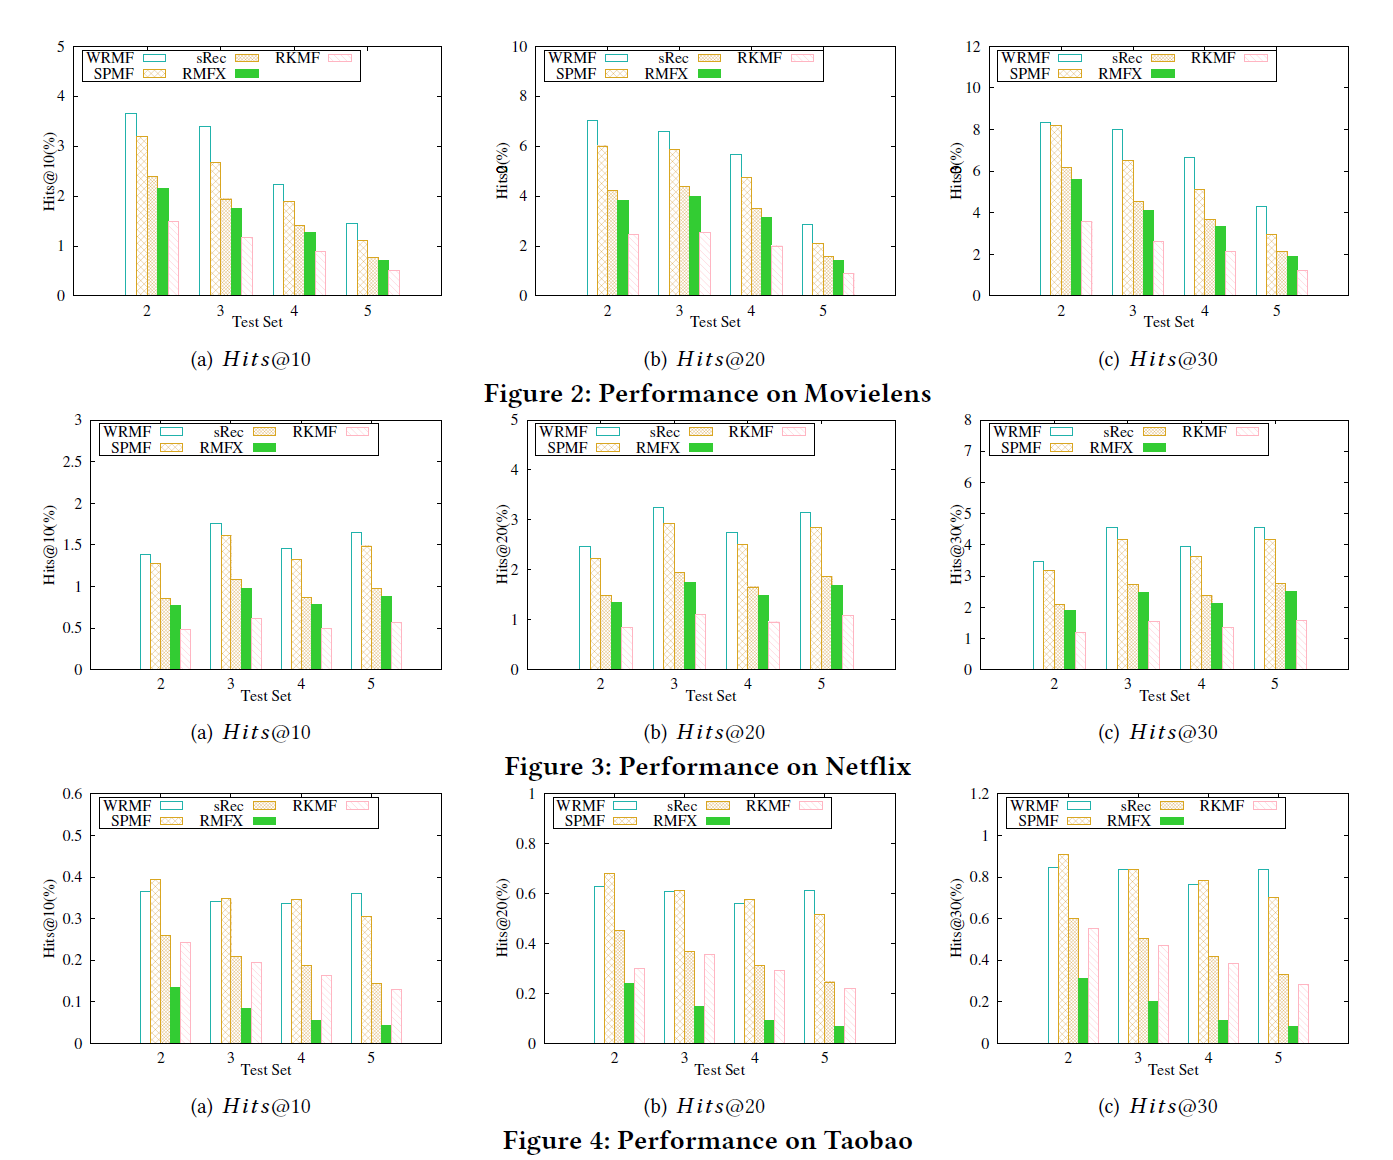 5
4
3
2
1
0
Hits@10(%)
WRMF sRec RKMF
SPMF RMFX
2 3 4 5
Test Set
(a) Hits@10
10
8
6
4
2
0
WRMF sRec RKMF
SPMF RMFX
2 3 4 5
Test Set
(b) Hits@20
12
10
8
6
4
2
0
WRMF sRec RKMF
SPMF RMFX
2 3 4 5
Test Set
(c) Hits@30
Figure 2: Performance on Movielens
3
2.5
2
1.5
1
0.5
0
Hits@10(%)
WRMF sRec RKMF
SPMF RMFX
2 3 4 5
Test Set
(a) Hits@10
5
4
3
2
1
0
Hits@20(%)
WRMF sRec RKMF
SPMF RMFX
2 3 4 5
Test Set
(b) Hits@20
8
7
6
5
4
3
2
1
0
Hits@30(%)
WRMF sRec RKMF
SPMF RMFX
2 3 4 5
Test Set
(c) Hits@30
Figure 3: Performance on Netflix
0.6
0.5
0.4
0.3
0.2
0.1
0
Hits@10(%)
WRMF sRec RKMF
SPMF RMFX
2 3 4 5
Test Set
(a) Hits@10
1
0.8
0.6
0.4
0.2
0
Hits@20(%)
WRMF sRec RKMF
SPMF RMFX
2 3 4 5
Test Set
(b) Hits@20
1.2
1
0.8
0.6
0.4
0.2
0
Hits@30(%)
WRMF sRec RKMF
SPMF RMFX
2 3 4 5
Test Set
(c) Hits@30
Figure 4: Performance on Taobao